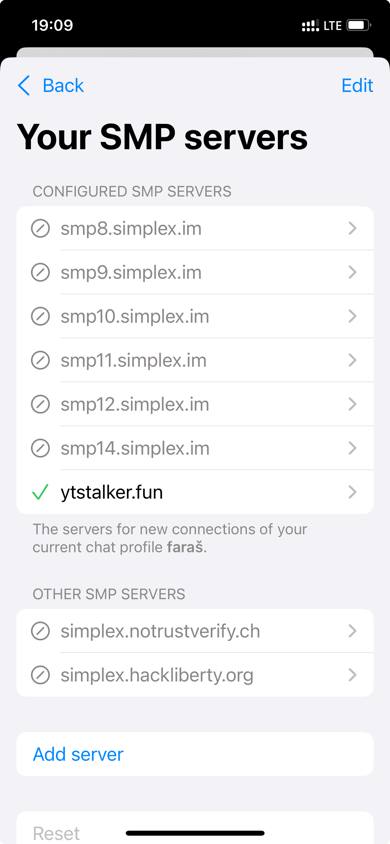 19:09
LTE
Back
Edit
Your SMP servers
CONFIGURED SMP SERVERS
smp8.simplex.im
smp9.simplex.im
smp10.simplex.im
smp11.simplex.im
smp12.simplex.im
smp14.simplex.im
ytstalker.fun
The servers for new connections of your
current chat profile faraš.
OTHER SMP SERVERS
simplex.notrustverify.ch
simplex.hackliberty.org
Add server
Reset